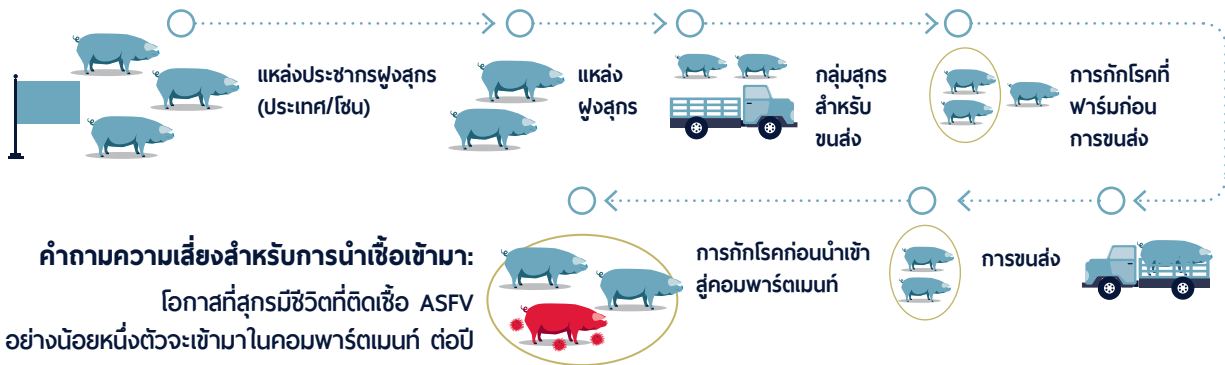 แหล่งประชากรฝูงสุกร
(ประเทศ/โซน)
แหล่ง
ฝูงสุกร
กลุ่มสุกร
สำหรับ
ขนส่ง
การกักโรคที่
ฟาร์มก่อน
การขนส่ง
การขนส่ง
การกักโรคก่อนนำเข้า
สู่คอมพาร์ตเมนท์
คำถามความเสี่ยงสำหรับการนำเชื้อเข้ามา:
โอกาสที่สุกรมีชีวิตที่ติดเชื้อ ASFV
อย่างน้อยหนึ่งตัวจะเข้ามาในคอมพาร์ตเมนท์ ต่อปี